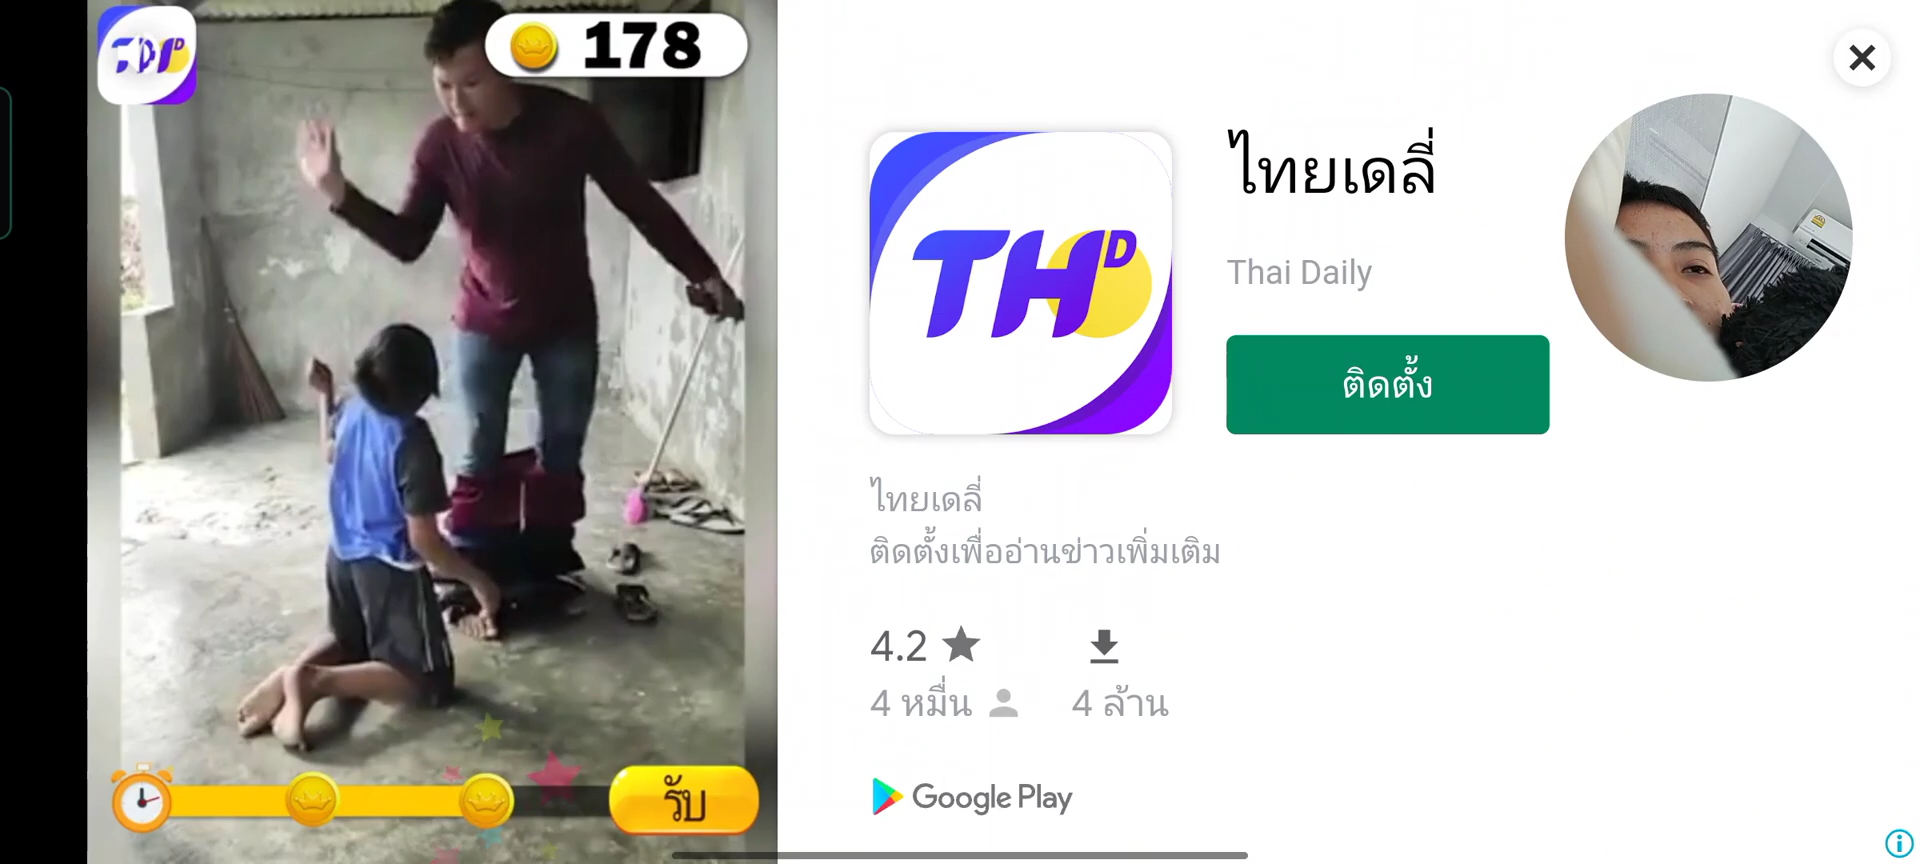 THD
178
ไทยเดลี่
Thai Daily
ติดตั้ง
THD
ไทยเดลี่
ติดตั้งเพื่ออ่านข่าวเพิ่มเติม
4.2
4 หมื่น
4 ล้าน
Google Play
รับ